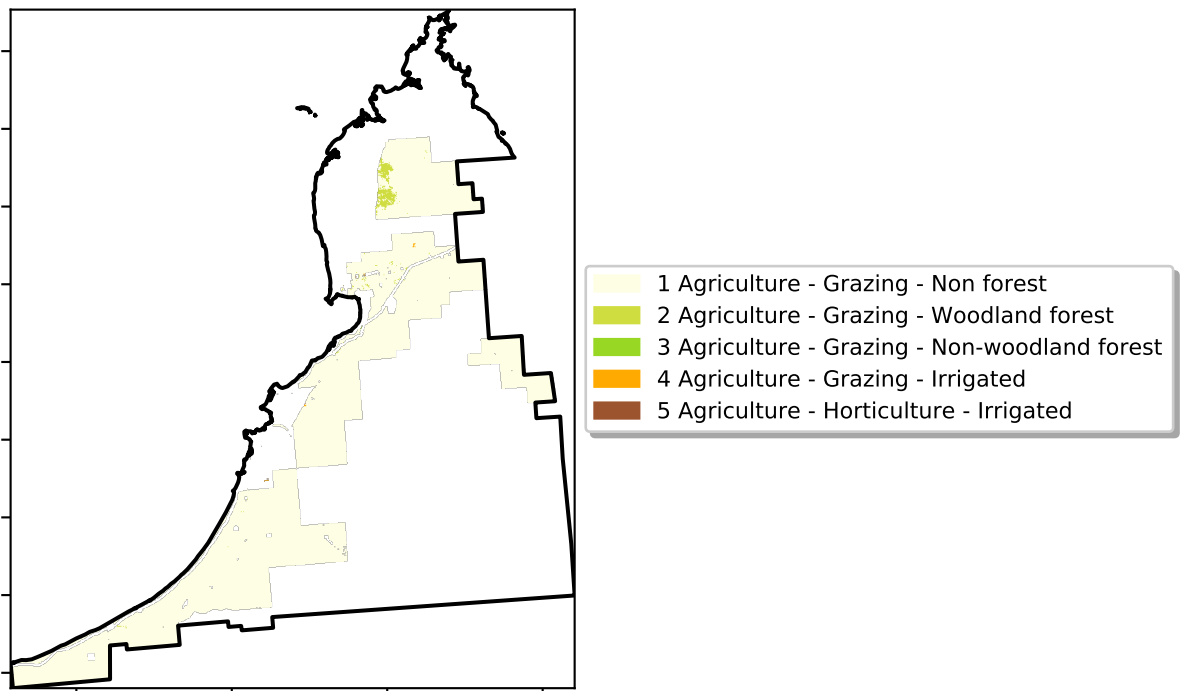 1 Agriculture - Grazing - Non forest
2 Agriculture - Grazing - Woodland forest
3 Agriculture - Grazing - Non-woodland forest
4 Agriculture - Grazing - Irrigated
5 Agriculture - Horticulture - Irrigated